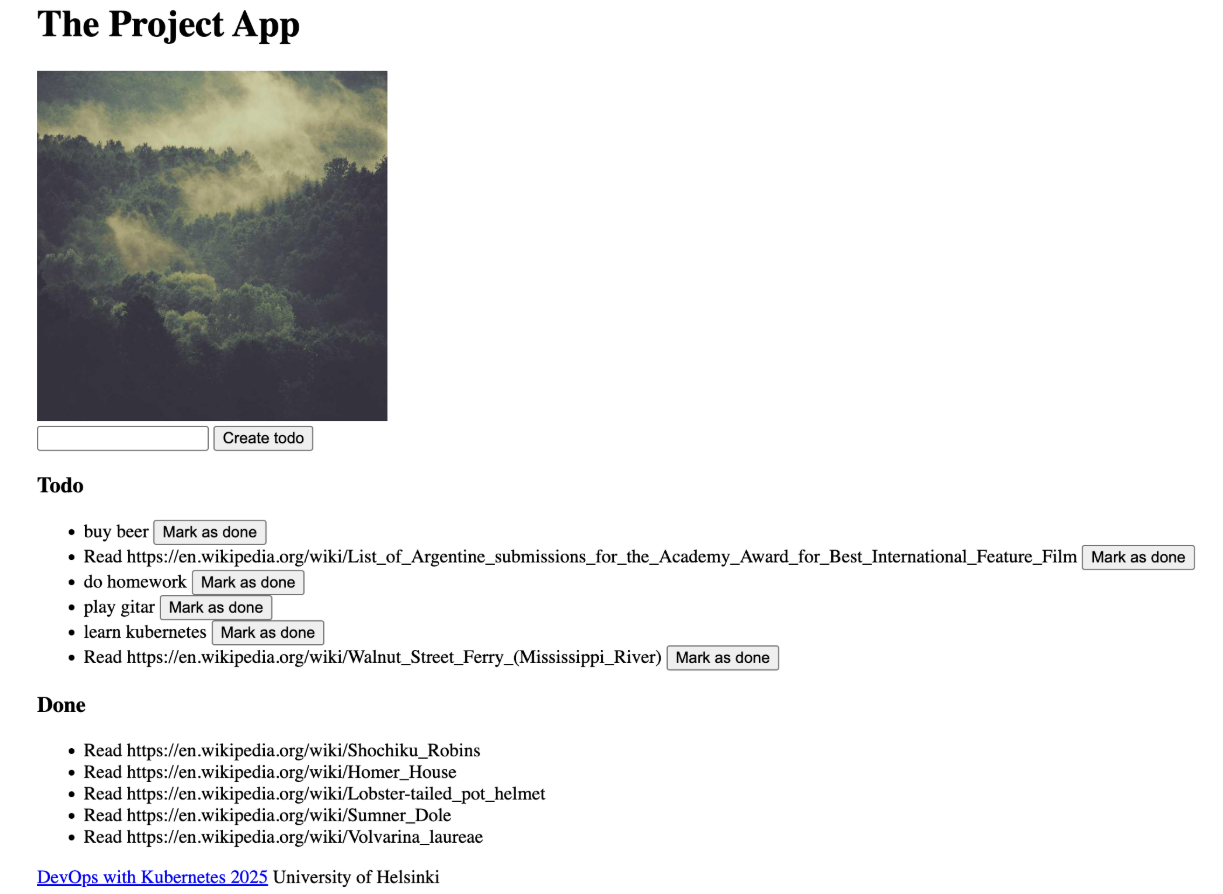 The Project App
Create todo
Todo
buy beer Mark as done
Read https://en.wikipedia.org/wiki/List_of_Argentine_submissions_for_the_Academy_Award_for_Best_International_Feature_Film Mark as done
do homework Mark as done
play gitar Mark as done
learn kubernetes Mark as done
Read https://en.wikipedia.org/wiki/Walnut_Street_Ferry_(Mississippi_River) Mark as done
Done
Read https://en.wikipedia.org/wiki/Shochiku_Robins
Read https://en.wikipedia.org/wiki/Homer_House
Read https://en.wikipedia.org/wiki/Lobster-tailed_pot_helmet
Read https://en.wikipedia.org/wiki/Sumner_Dole
Read https://en.wikipedia.org/wiki/Volvarina_laureae
DevOps with Kubernetes 2025 University of Helsinki